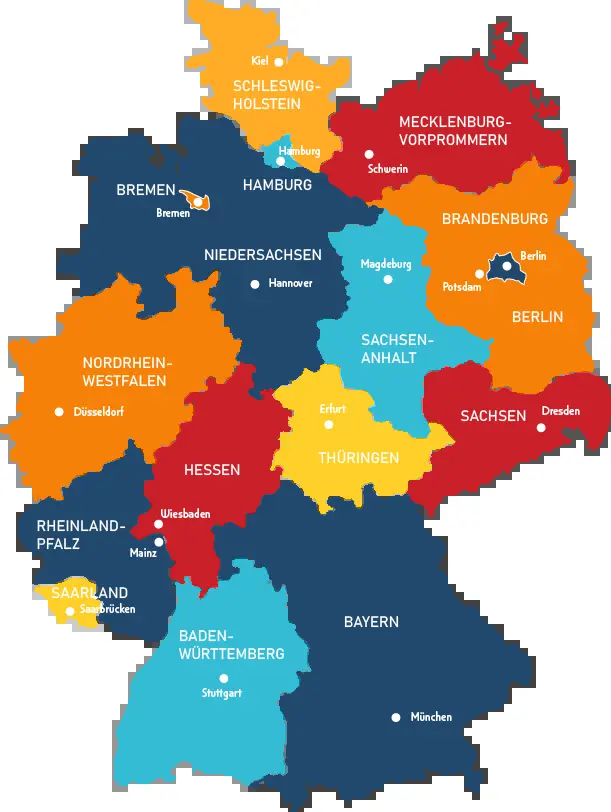 Kiel
SCHLESWIG-
HOLSTEIN
MECKLENBURG-
VORPROMMERN
Hamburg
Schwerin
HAMBURG
BREMEN
Bremen
BRANDENBURG
NIEDERSACHSEN
Magdeburg
Berlin
Hannover
Potsdam
BERLIN
SACHSEN-
ANHALT
NORDRHEIN-
WESTFALEN
Düsseldorf
Erfurt
SACHSEN
Dresden
THÜRINGEN
HESSEN
Wiesbaden
RHEINLAND-
PFALZ
Mainz
SAARLAND
Saarbrücken
BAYERN
BADEN-
WÜRTTEMBERG
Stuttgart
München